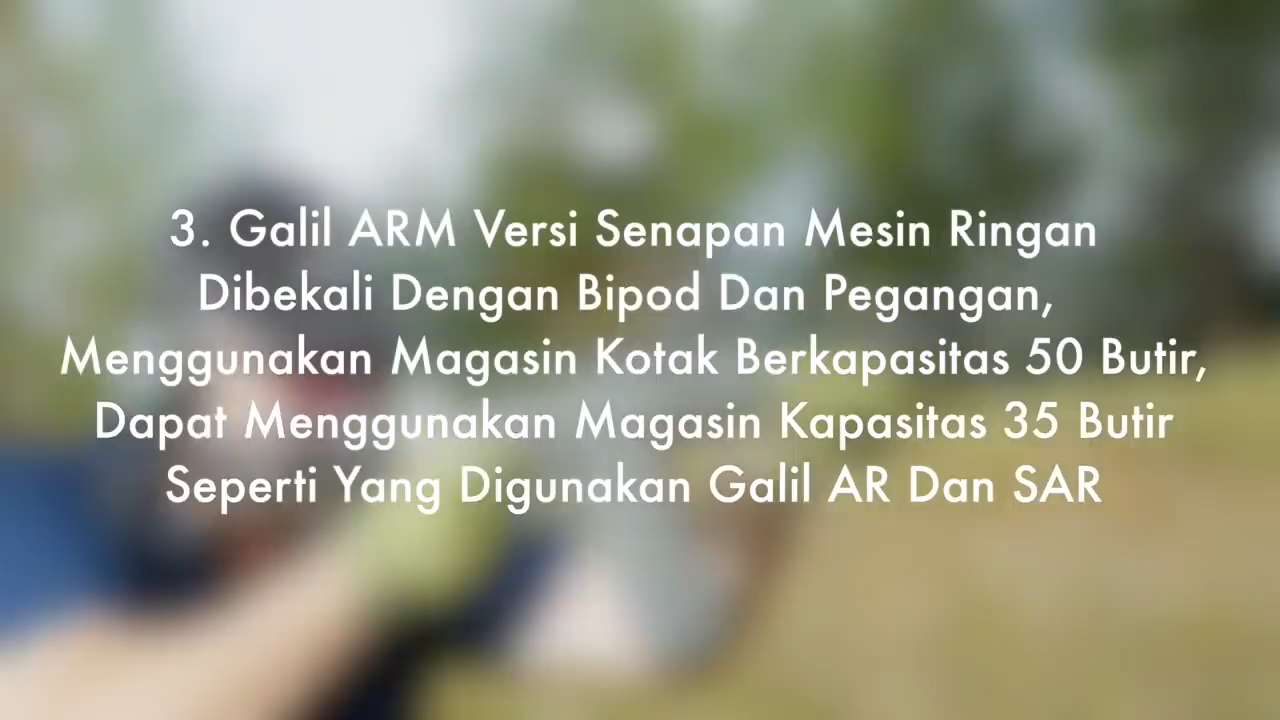 3. Galil ARM Versi Senapan Mesin Ringan
Dibekali Dengan Bipod Dan Pegangan,
Menggunakan Magasin Kotak Berkapasitas 50 Butir,
Dapat Menggunakan Magasin Kapasitas 35 Butir
Seperti Yang Digunakan Galil AR Dan SAR